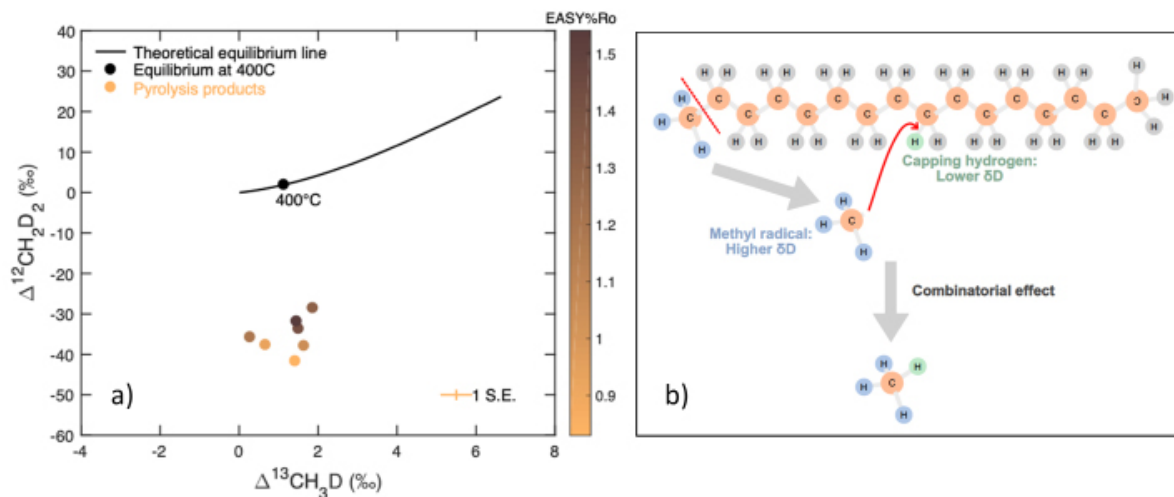 EASY%Ro
Theoretical equilibrium line
Equilibrium at 400C
Pyrolysis products
400°C
1 S.E.
a)
40
30
20
10
0
-10
-20
-30
-40
-50
-60
-4
-2
0
2
4
6
8
Δ¹²CH₂D₂ (‰)
Δ¹³CH₃D (‰)
1.5
1.4
1.3
1.2
1.1
1
0.9
H H H H H H H H H H H H H
H C C C C C C C C C C C C C C C H
H H H H H H H H H H H H H H H H
Capping hydrogen:
Lower δD
H
H C
H
Methyl radical:
Higher δD
Combinatorial effect
b)
H H
H C
H